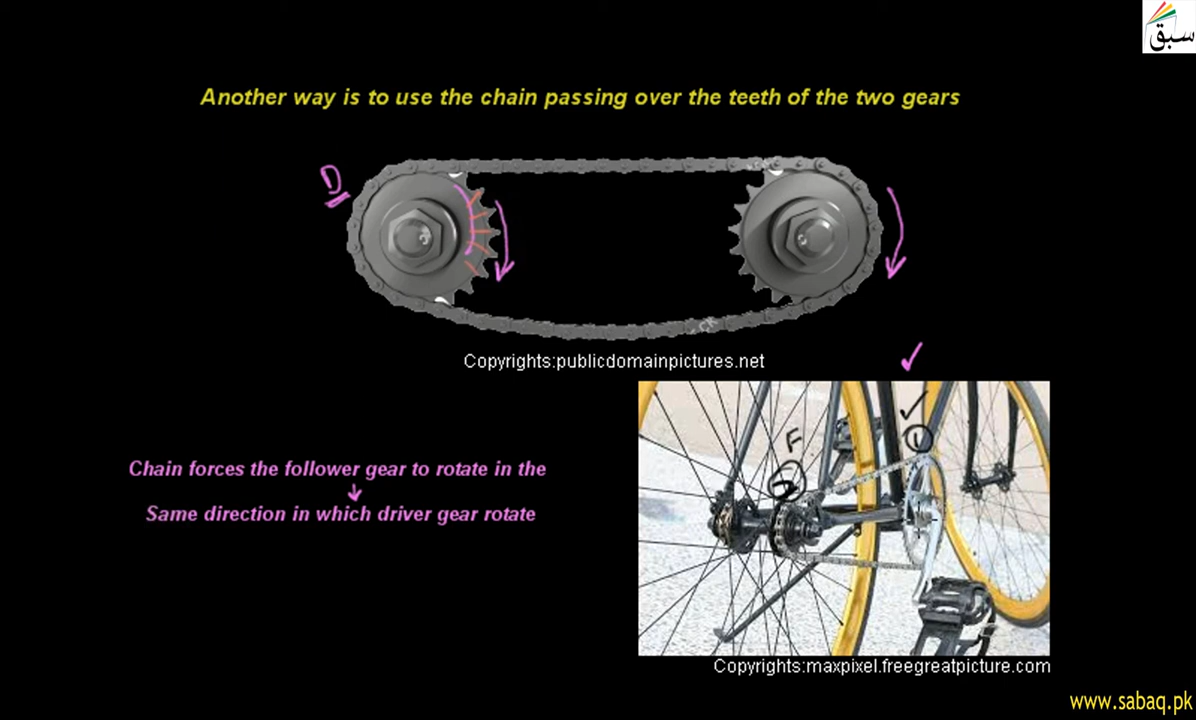 سبق
Another way is to use the chain passing over the teeth of the two gears
D
Copyrights:publicdomainpictures.net
F
Chain forces the follower gear to rotate in the
Same direction in which driver gear rotate
Copyrights:maxpixel.freegreatpicture.com
www.sabaq.pk